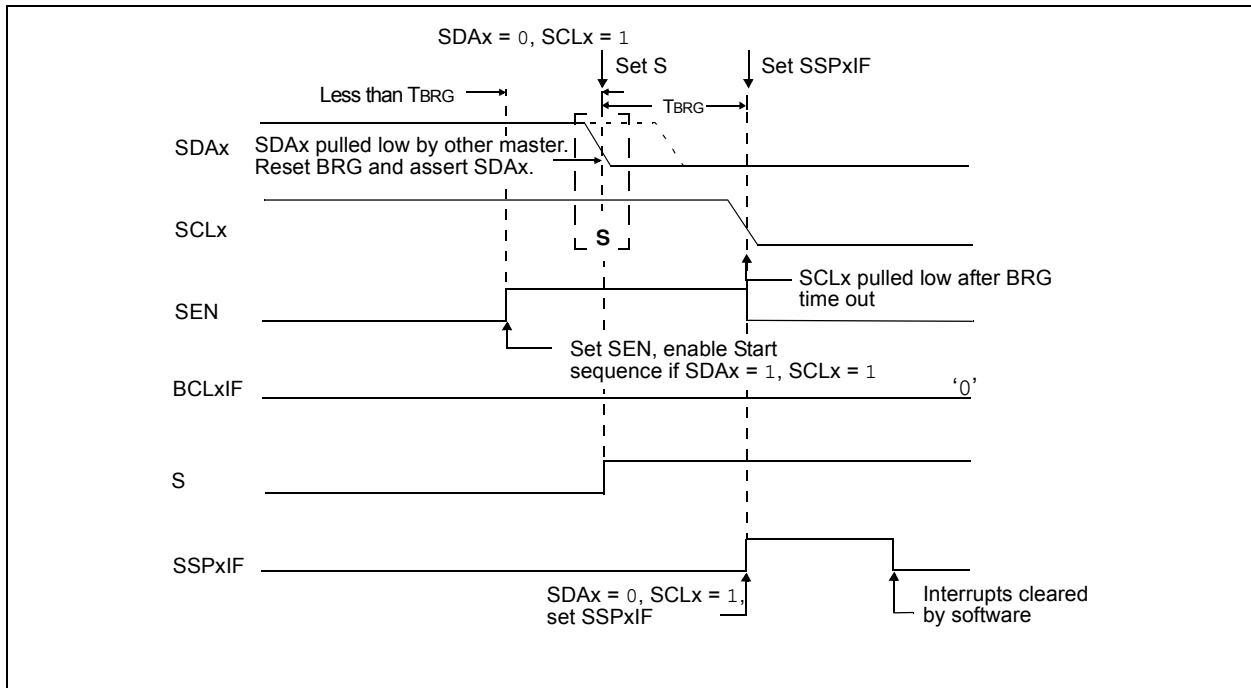 SDAx = 0, SCLx = 1
Set S
Set SSPxIF
Less than TBRG
TBRG
SDAx
SDAx pulled low by other master.
Reset BRG and assert SDAx.
SCLx
S
SCLx pulled low after BRG
time out
SEN
Set SEN, enable Start
sequence if SDAx = 1, SCLx = 1
BCLxIF
‘0’
S
SSPxIF
SDAx = 0, SCLx = 1,
set SSPxIF
Interrupts cleared
by software